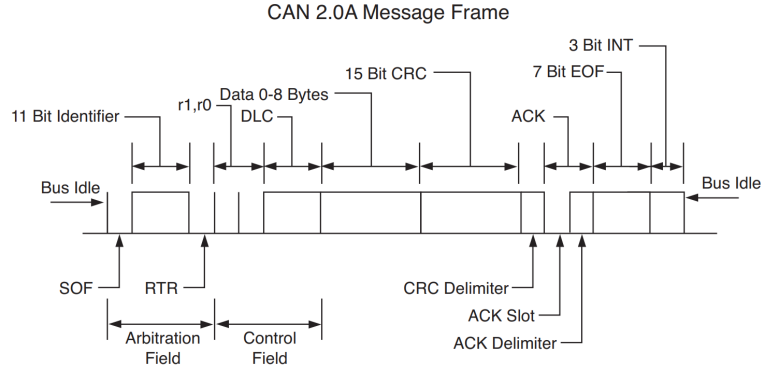 CAN 2.0A Message Frame
3 Bit INT
15 Bit CRC
7 Bit EOF
Data 0-8 Bytes
r1,r0
11 Bit Identifier
DLC
ACK
Bus Idle
Bus Idle
SOF
RTR
CRC Delimiter
ACK Slot
ACK Delimiter
Arbitration
Field
Control
Field